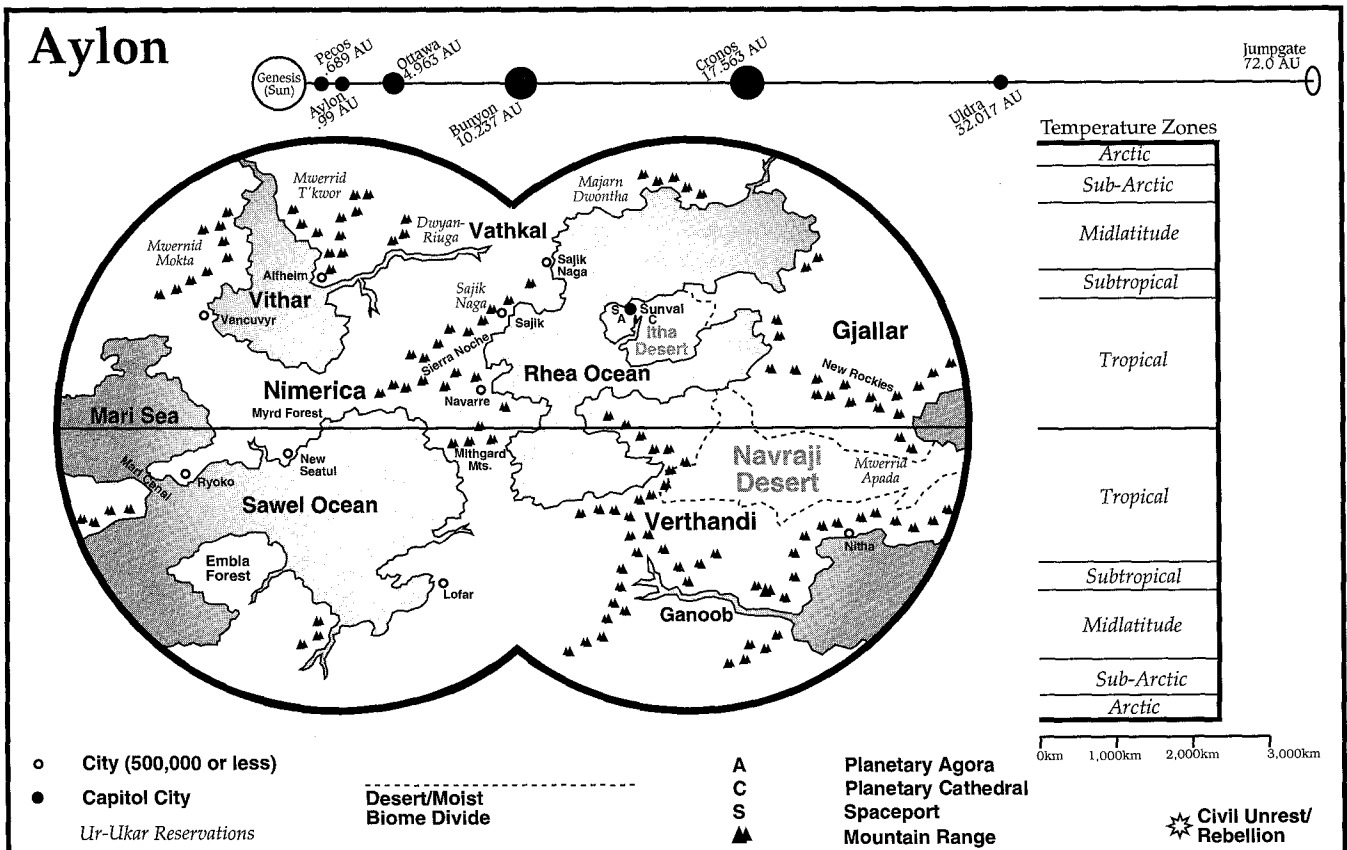 Aylon
Genesis
(Sun)
Pecos
.689 AU
Aylon
.99 AU
Ottawa
4.963 AU
Bunyon
10.237 AU
Cronos
17.563 AU
Uldra
32.017 AU
Jumpgate
72.0 AU
Temperature Zones
Arctic
Sub-Arctic
Midlatitude
Subtropical
Tropical
Tropical
Subtropical
Midlatitude
Sub-Arctic
Arctic
0km 1,000km 2,000km 3,000km
Mwerrid
T'kwor
Mwernid
Mokta
Dwyan-
Riuga
Vathkal
Majarn
Dwontha
Alfheim
Vithar
Vancuvyr
Sajik
Naga
Sajik
Naga
Sajik
S
A
Sunval
C
Itha
Desert
Gjallar
Sierra Noche
Rhea Ocean
New Rockies
Nimerica
Navarre
Myrd Forest
Mari Sea
Mari Canal
Ryoko
New
Seatul
Mithgard
Mts.
Navraji
Desert
Mwerrid
Apada
Sawel Ocean
Verthandi
Nitha
Embla
Forest
Lofar
Ganoob
City (500,000 or less)
Capitol City
Ur-Ukar Reservations
Desert/Moist
Biome Divide
A Planetary Agora
C Planetary Cathedral
S Spaceport
Mountain Range
Civil Unrest/
Rebellion